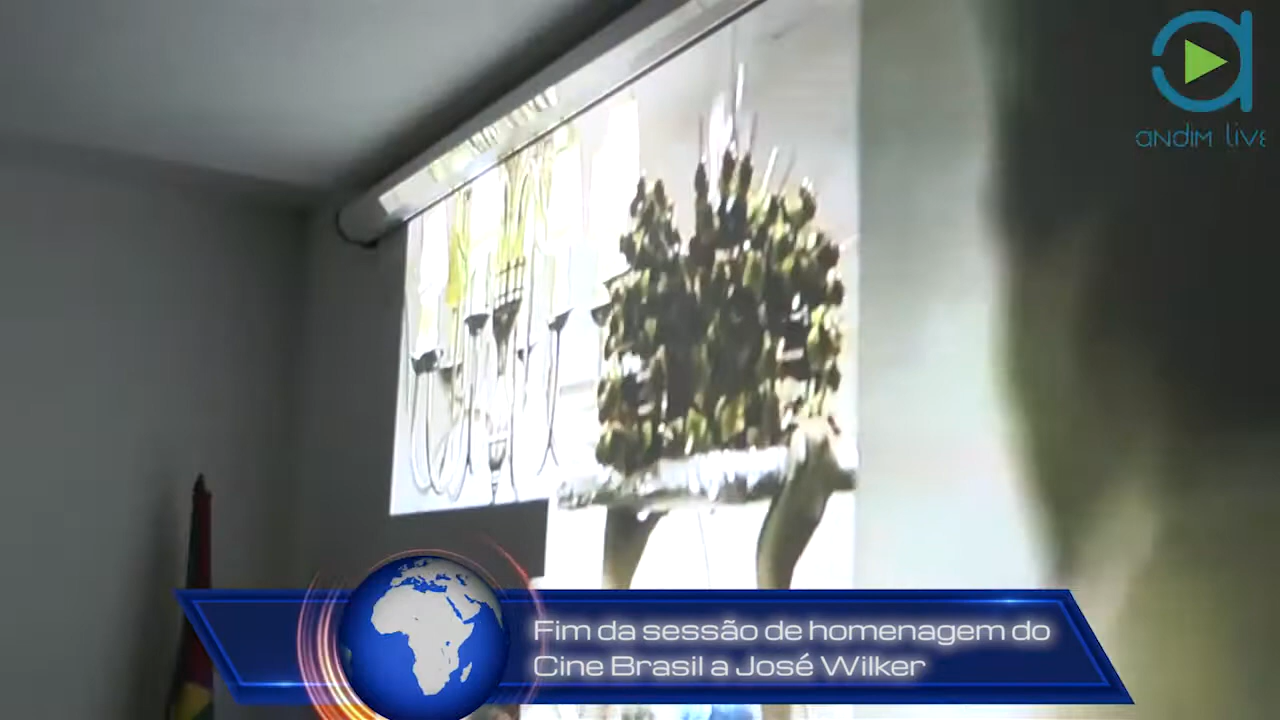 andim live
Fim da sessão de homenagem do
Cine Brasil a José Wilker